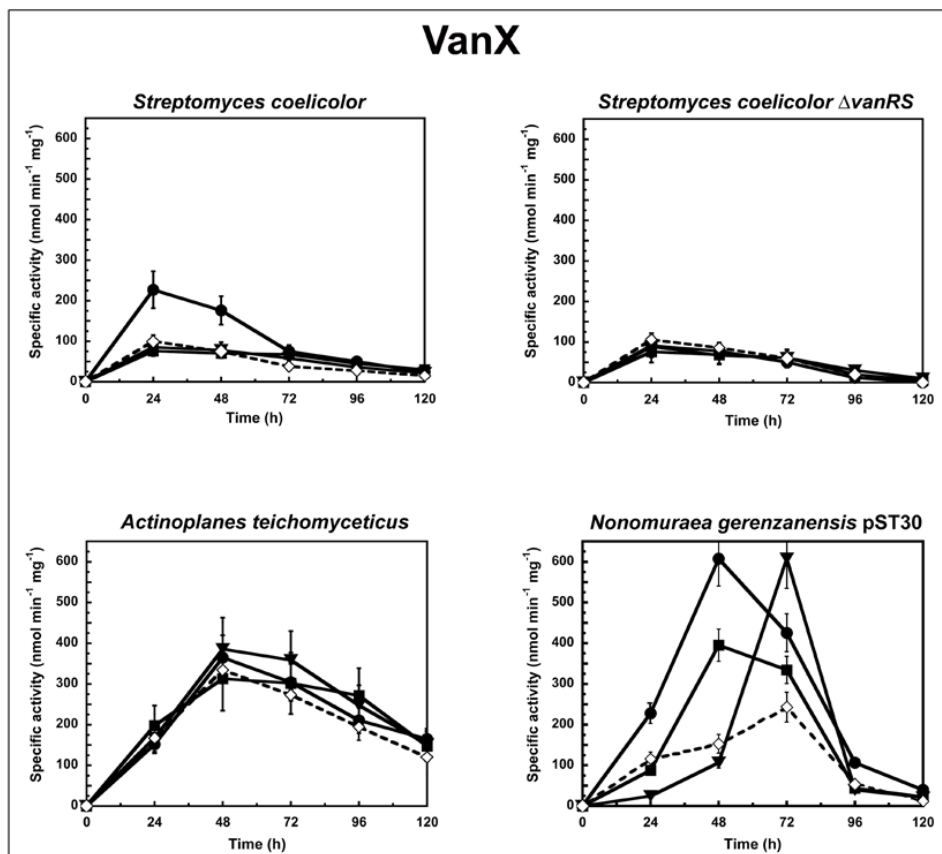 VanX
Streptomyces coelicolor
Specific activity (nmol min⁻¹ mg⁻¹)
600
500
400
300
200
100
0
0 24 48 72 96 120
Time (h)
Streptomyces coelicolor ΔvanRS
Specific activity (nmol min⁻¹ mg⁻¹)
600
500
400
300
200
100
0
0 24 48 72 96 120
Time (h)
Actinoplanes teichomyceticus
Specific activity (nmol min⁻¹ mg⁻¹)
600
500
400
300
200
100
0
0 24 48 72 96 120
Time (h)
Nonomuraea gerenzanensis pST30
Specific activity (nmol min⁻¹ mg⁻¹)
600
500
400
300
200
100
0
0 24 48 72 96 120
Time (h)